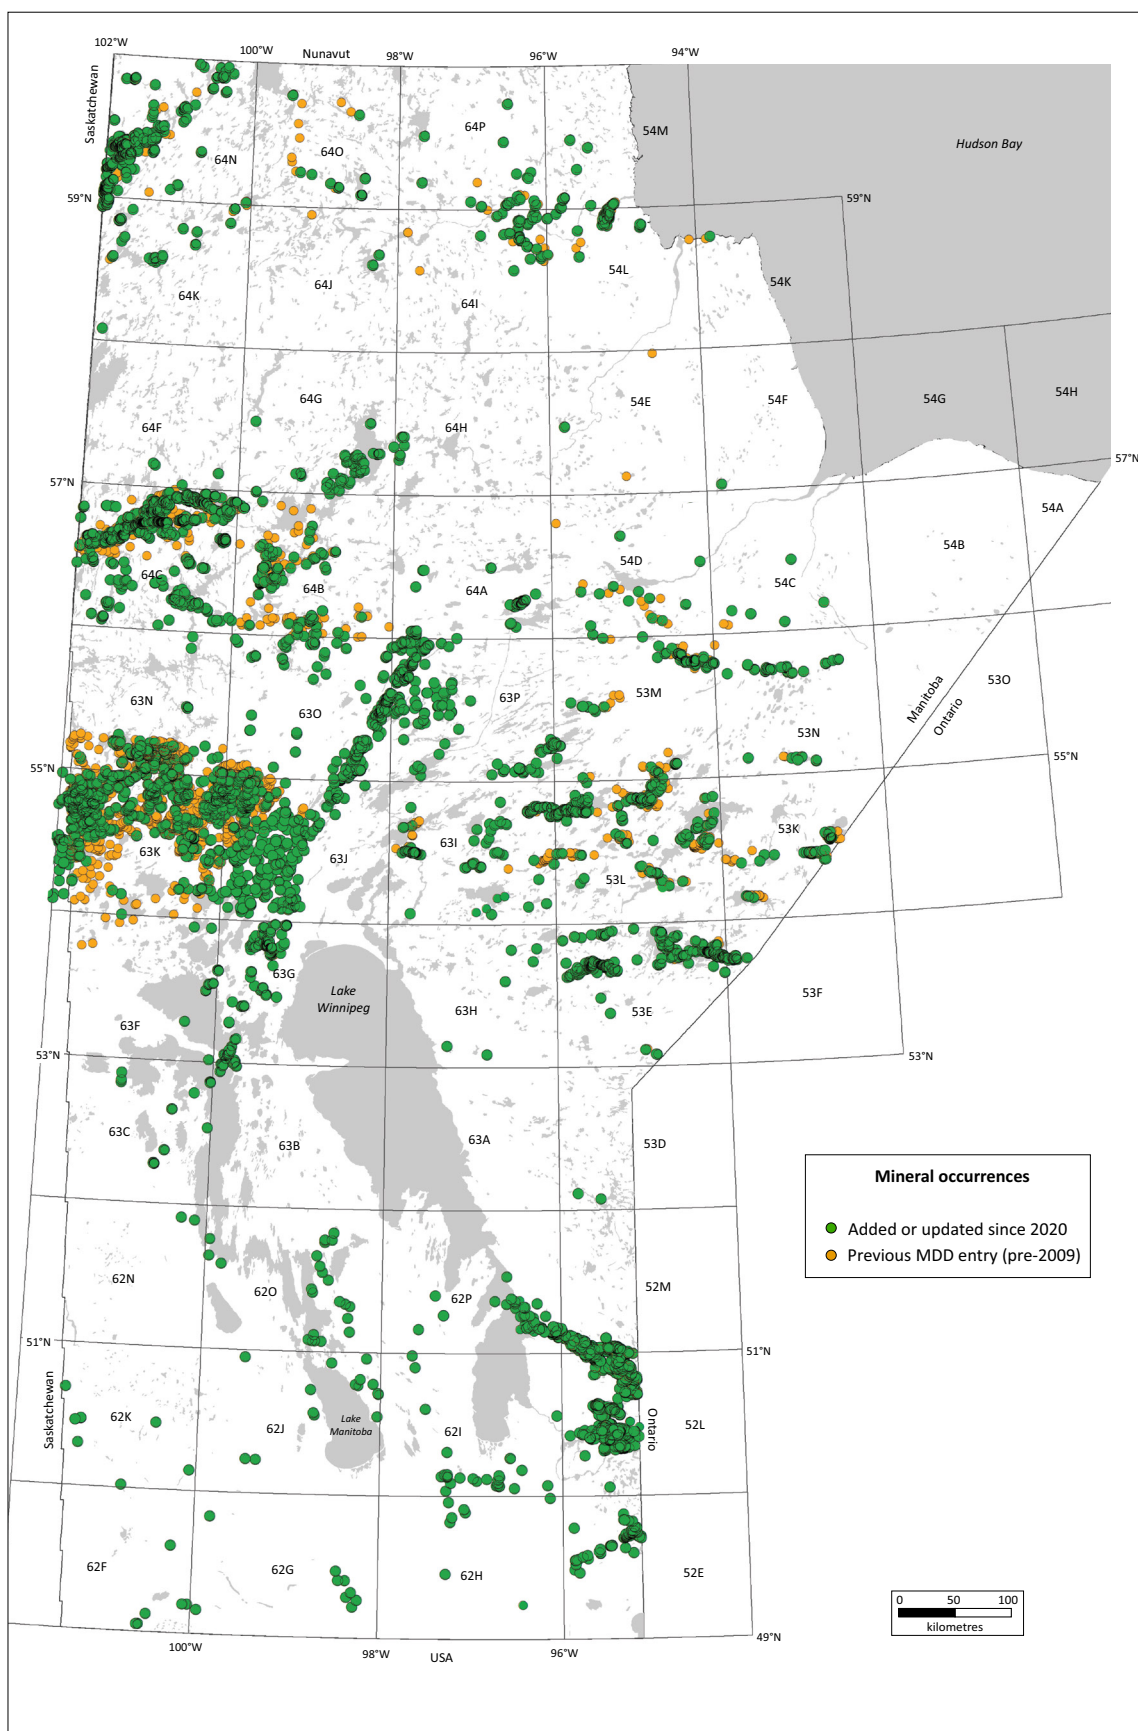 102°W
100°W
Nunavut
98°W
96°W
94°W
Saskatchewan
64P
54M
Hudson Bay
64N
64O
59°N
59°N
54L
64K
64J
64I
54K
64G
54E
54F
54G
54H
64F
64H
57°N
57°N
54A
54B
64C
64B
64A
54D
54C
63N
63O
63P
53M
53O
Manitoba
Ontario
53N
55°N
55°N
63K
63J
63I
53K
53L
63G
Lake
Winnipeg
63F
63H
53E
53F
53°N
53°N
63C
63B
63A
53D
Mineral occurrences
Added or updated since 2020
Previous MDD entry (pre-2009)
62N
62O
62P
52M
51°N
51°N
Saskatchewan
62K
62J
Lake
Manitoba
62I
Ontario
52L
62F
62G
62H
52E
0 50 100
kilometres
100°W
98°W
USA
96°W
49°N